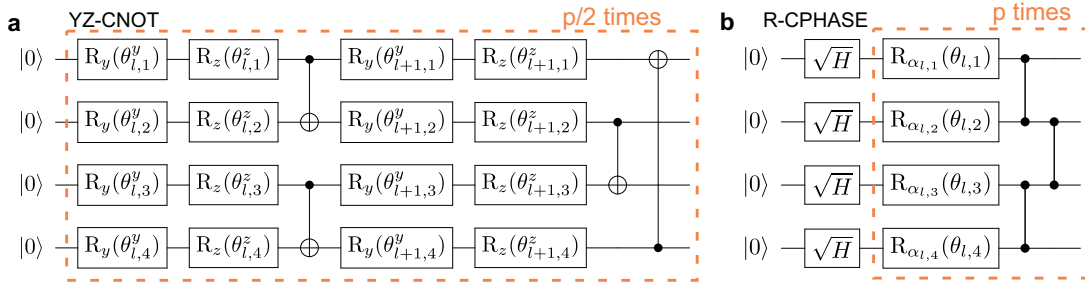 a YZ-CNOT p/2 times b R-CPHASE p times
|0⟩ R_y(θ^y_{l,1}) R_z(θ^z_{l,1}) R_y(θ^y_{l+1,1}) R_z(θ^z_{l+1,1}) |0⟩ √H R_{α_{l,1}}(θ_{l,1})
|0⟩ R_y(θ^y_{l,2}) R_z(θ^z_{l,2}) R_y(θ^y_{l+1,2}) R_z(θ^z_{l+1,2}) |0⟩ √H R_{α_{l,2}}(θ_{l,2})
|0⟩ R_y(θ^y_{l,3}) R_z(θ^z_{l,3}) R_y(θ^y_{l+1,3}) R_z(θ^z_{l+1,3}) |0⟩ √H R_{α_{l,3}}(θ_{l,3})
|0⟩ R_y(θ^y_{l,4}) R_z(θ^z_{l,4}) R_y(θ^y_{l+1,4}) R_z(θ^z_{l+1,4}) |0⟩ √H R_{α_{l,4}}(θ_{l,4})